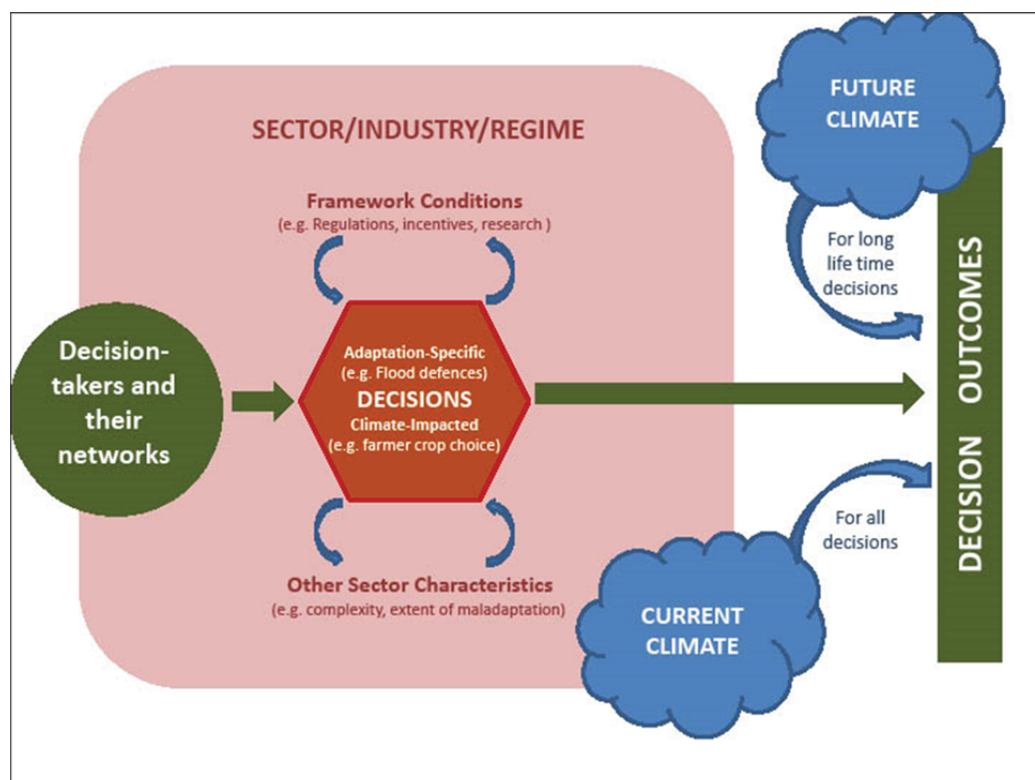 FUTURE
CLIMATE
SECTOR/INDUSTRY/REGIME
Framework Conditions
(e.g. Regulations, incentives, research )
For long
life time
decisions
Decision-
takers and
their
networks
Adaptation-Specific
(e.g. Flood defences)
DECISIONS
Climate-Impacted
(e.g. farmer crop choice)
DECISION OUTCOMES
For all
decisions
Other Sector Characteristics
(e.g. complexity, extent of maladaptation)
CURRENT
CLIMATE